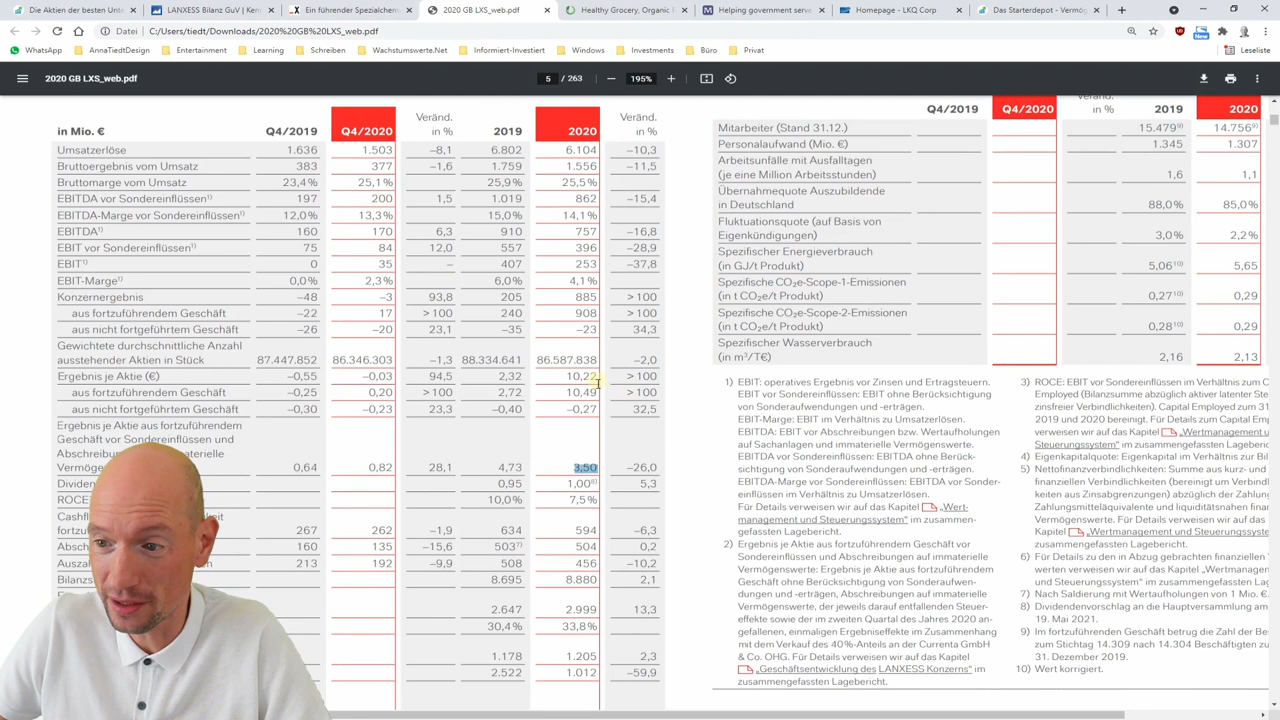 Die Aktien der besten Unte
LANXESS Bilanz GuV | Kenn
Ein führender Spezialchem
2020 GB LXS_web.pdf
Healthy Grocery, Organic F
Helping government serve
Homepage - LKQ Corp
Das Starterdepot - Vermög
Datei
C:/Users/tiedt/Downloads/2020%20GB%20LXS_web.pdf
WhatsApp
AnnaTiedtDesign
Entertainment
Learning
Schreiben
Wachstumswerte.Net
Informiert-Investiert
Windows
Investments
Büro
Privat
Leseliste
2020 GB LXS_web.pdf
5 / 263
195%
in Mio. € Q4/2019 Q4/2020 Veränd. in % 2019 2020 Veränd. in %
Umsatzerlöse 1.636 1.503 –8,1 6.802 6.104 –10,3
Bruttoergebnis vom Umsatz 383 377 –1,6 1.759 1.556 –11,5
Bruttomarge vom Umsatz 23,4% 25,1% 25,9% 25,5%
EBITDA vor Sondereinflüssen¹⁾ 197 200 1,5 1.019 862 –15,4
EBITDA-Marge vor Sondereinflüssen¹⁾ 12,0% 13,3% 15,0% 14,1%
EBITDA¹⁾ 160 170 6,3 910 757 –16,8
EBIT vor Sondereinflüssen¹⁾ 75 84 12,0 557 396 –28,9
EBIT¹⁾ 0 35 – 407 253 –37,8
EBIT-Marge¹⁾ 0,0% 2,3% 6,0% 4,1%
Konzernergebnis –48 –3 93,8 205 885 >100
aus fortzuführendem Geschäft –22 17 >100 240 908 >100
aus nicht fortgeführtem Geschäft –26 –20 23,1 –35 –23 34,3
Gewichtete durchschnittliche Anzahl
ausstehender Aktien in Stück 87.447.852 86.346.303 –1,3 88.334.641 86.587.838 –2,0
Ergebnis je Aktie (€) –0,55 –0,03 94,5 2,32 10,22 >100
aus fortzuführendem Geschäft –0,25 0,20 >100 2,72 10,49 >100
aus nicht fortgeführtem Geschäft –0,30 –0,23 23,3 –0,40 –0,27 32,5
Ergebnis je Aktie aus fortzuführendem
Geschäft vor Sondereinflüssen und
Abschreib
Vermög 0,64 0,82 28,1 4,73 3,50 –26,0
Dividen 0,95 1,00⁸⁾ 5,3
ROCE 10,0% 7,5%
Cashfl
fortzu 267 262 –1,9 634 594 –6,3
Absch 160 135 –15,6 503⁷⁾ 504 0,2
Ausza 213 192 –9,9 508 456 –10,2
Bilanzs 8.695 8.880 2,1
2.647 2.999 13,3
30,4% 33,8%
1.178 1.205 2,3
2.522 1.012 –59,9
Q4/2019 Q4/2020 in % 2019 2020
Mitarbeiter (Stand 31.12.) 15.479⁹⁾ 14.756⁹⁾
Personalaufwand (Mio. €) 1.345 1.307
Arbeitsunfälle mit Ausfalltagen
(je eine Million Arbeitsstunden) 1,6 1,1
Übernahmequote Auszubildende
in Deutschland 88,0% 85,0%
Fluktuationsquote (auf Basis von
Eigenkündigungen) 3,0% 2,2%
Spezifischer Energieverbrauch
(in GJ/t Produkt) 5,06¹⁰⁾ 5,65
Spezifische CO₂e-Scope-1-Emissionen
(in t CO₂e/t Produkt) 0,27¹⁰⁾ 0,29
Spezifische CO₂e-Scope-2-Emissionen
(in t CO₂e/t Produkt) 0,28¹⁰⁾ 0,29
Spezifischer Wasserverbrauch
(in m³/T€) 2,16 2,13
1) EBIT: operatives Ergebnis vor Zinsen und Ertragsteuern.
EBIT vor Sondereinflüssen: EBIT ohne Berücksichtigung
von Sonderaufwendungen und -erträgen.
EBIT-Marge: EBIT im Verhältnis zu Umsatzerlösen.
EBITDA: EBIT vor Abschreibungen bzw. Wertaufholungen
auf Sachanlagen und immaterielle Vermögenswerte.
EBITDA vor Sondereinflüssen: EBITDA ohne Berück-
sichtigung von Sonderaufwendungen und -erträgen.
EBITDA-Marge vor Sondereinflüssen: EBITDA vor Sonder-
einflüssen im Verhältnis zu Umsatzerlösen.
Für Details verweisen wir auf das Kapitel „Wert-
management und Steuerungssystem“ im zusammen-
gefassten Lagebericht.
2) Ergebnis je Aktie aus fortzuführendem Geschäft vor
Sondereinflüssen und Abschreibungen auf immaterielle
Vermögenswerte: Ergebnis je Aktie aus fortzuführendem
Geschäft ohne Berücksichtigung von Sonderaufwen-
dungen und -erträgen, Abschreibungen auf immaterielle
Vermögenswerte, der jeweils darauf entfallenden Steuer-
effekte sowie der im zweiten Quartal des Jahres 2020 an-
gefallenen, einmaligen Ergebniseffekte im Zusammenhang
mit dem Verkauf des 40%-Anteils an der Currenta GmbH
& Co. OHG. Für Details verweisen wir auf das Kapitel
„Geschäftsentwicklung des LANXESS Konzerns“ im
zusammengefassten Lagebericht.
3) ROCE: EBIT vor Sondereinflüssen im Verhältnis zum C
Employed (Bilanzsumme abzüglich aktiver latenter Ste
zinsfreier Verbindlichkeiten). Capital Employed zum 31
2019 und 2020 bereinigt. Für Details zum Capital Emp
verweisen wir auf das Kapitel „Wertmanagement u
Steuerungssystem“ im zusammengefassten Lagebericht
4) Eigenkapitalquote: Eigenkapital im Verhältnis zur Bilar
5) Nettofinanzverbindlichkeiten: Summe aus kurz- und
finanziellen Verbindlichkeiten (bereinigt um Verbindlich
keiten aus Zinsabgrenzungen) abzüglich der Zahlung
Zahlungsmitteläquivalente und liquiditätsnahen finan
Vermögenswerte. Für Details verweisen wir auf das K
„Wertmanagement und Steuerungssystem
zusammengefassten Lagebericht.
6) Für Details zu den in Abzug gebrachten finanziellen
werten verweisen wir auf das Kapitel „Wertmanagem
und Steuerungssystem“ im zusammengefassten Lag
7) Nach Saldierung mit Wertaufholungen von 1 Mio. €.
8) Dividendenvorschlag an die Hauptversammlung am
19. Mai 2021.
9) Im fortzuführenden Geschäft betrug die Zahl der Bes
zum Stichtag 14.309 nach 14.304 Beschäftigten zu
31. Dezember 2019.
10) Wert korrigiert.